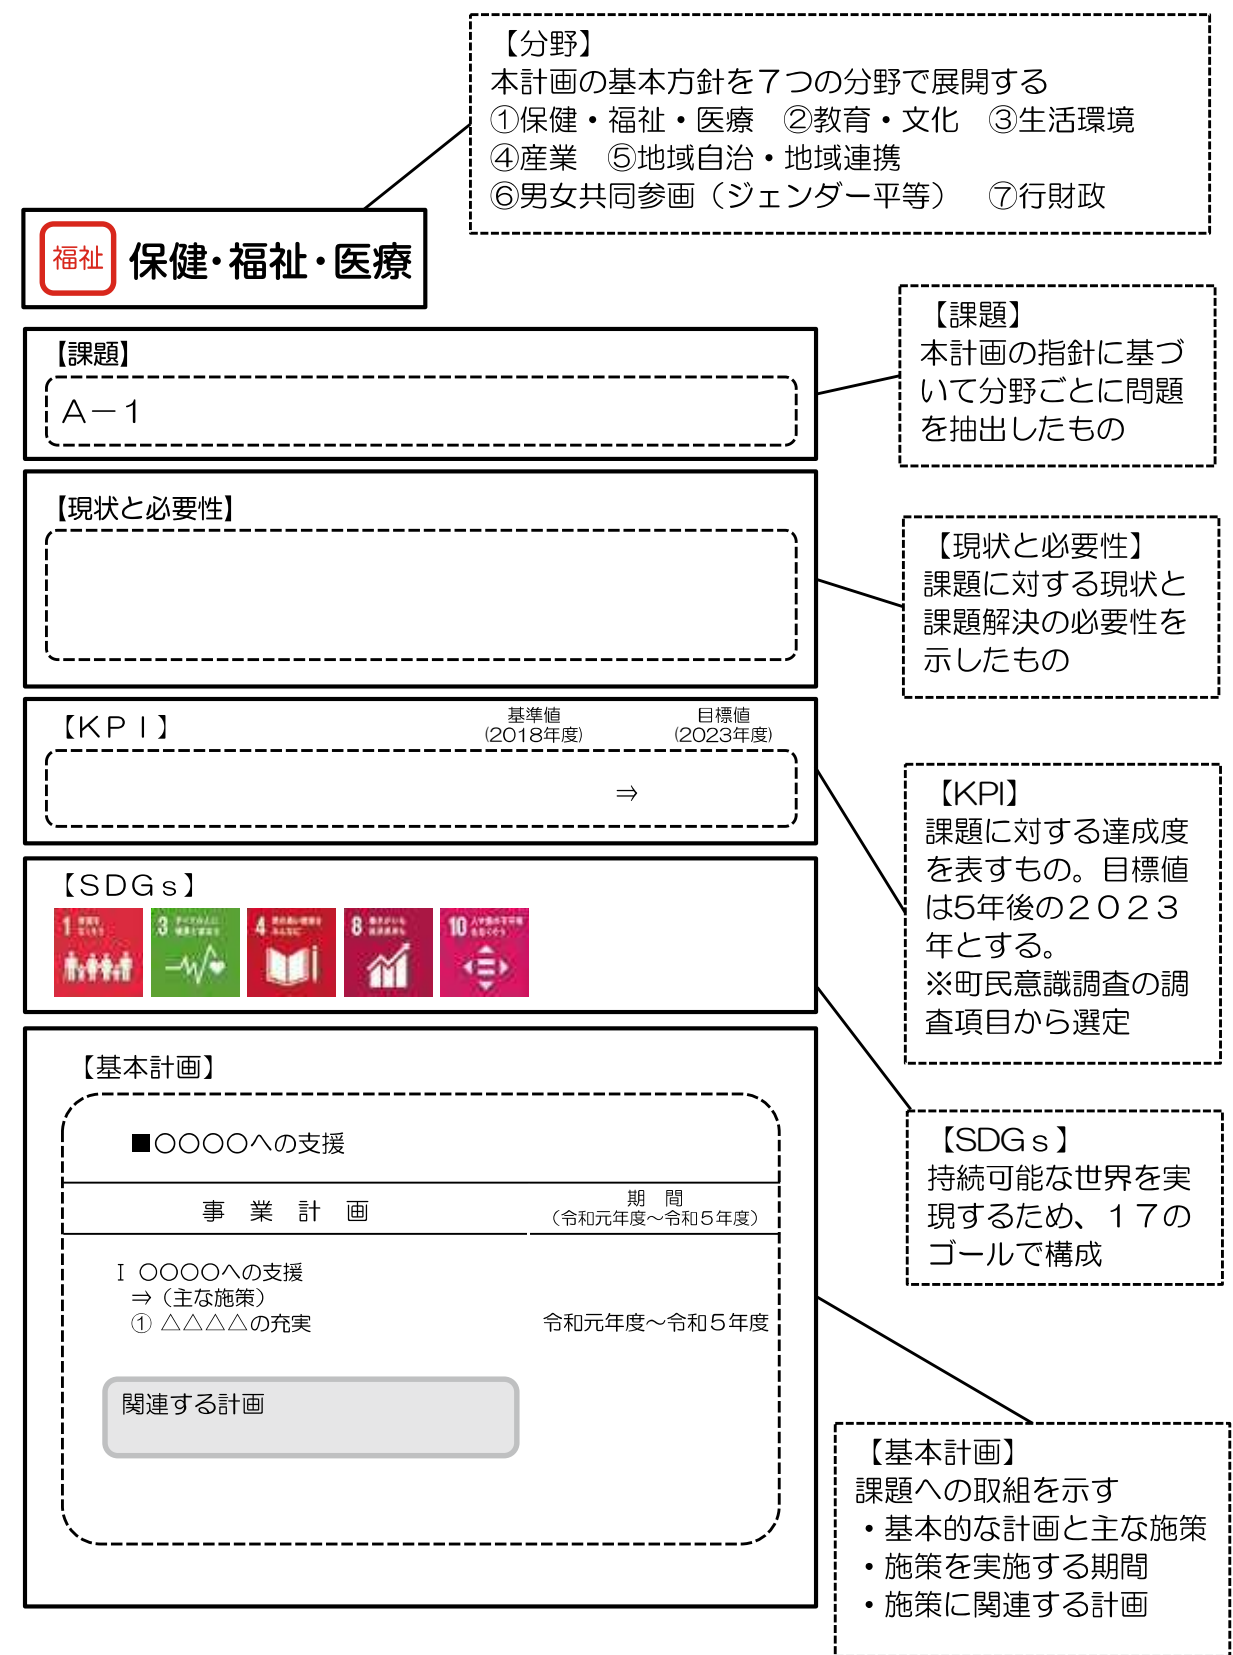 【分野】
本計画の基本方針を７つの分野で展開する
①保健・福祉・医療　②教育・文化　③生活環境
④産業　⑤地域自治・地域連携
⑥男女共同参画（ジェンダー平等）　⑦行財政
福祉 保健・福祉・医療
【課題】
Ａ－１
【課題】
本計画の指針に基づ
いて分野ごとに問題
を抽出したもの
【現状と必要性】
【現状と必要性】
課題に対する現状と
課題解決の必要性を
示したもの
【ＫＰＩ】
基準値
(2018年度)
目標値
(2023年度)
⇒
【KPI】
課題に対する達成度
を表すもの。目標値
は5年後の２０２３
年とする。
※町民意識調査の調
査項目から選定
【ＳＤＧｓ】
1
3
4
8
10
【SDGｓ】
持続可能な世界を実
現するため、１７の
ゴールで構成
【基本計画】
■〇〇〇〇への支援
事　業　計　画
期　間
（令和元年度～令和５年度）
Ⅰ 〇〇〇〇への支援
⇒（主な施策）
① △△△△の充実　令和元年度～令和５年度
関連する計画
【基本計画】
課題への取組を示す
・基本的な計画と主な施策
・施策を実施する期間
・施策に関連する計画